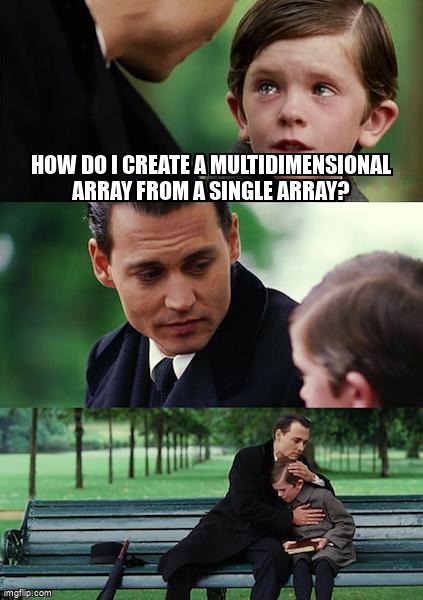 HOW DO I CREATE A MULTIDIMENSIONAL
ARRAY FROM A SINGLE ARRAY?
imgflip.com